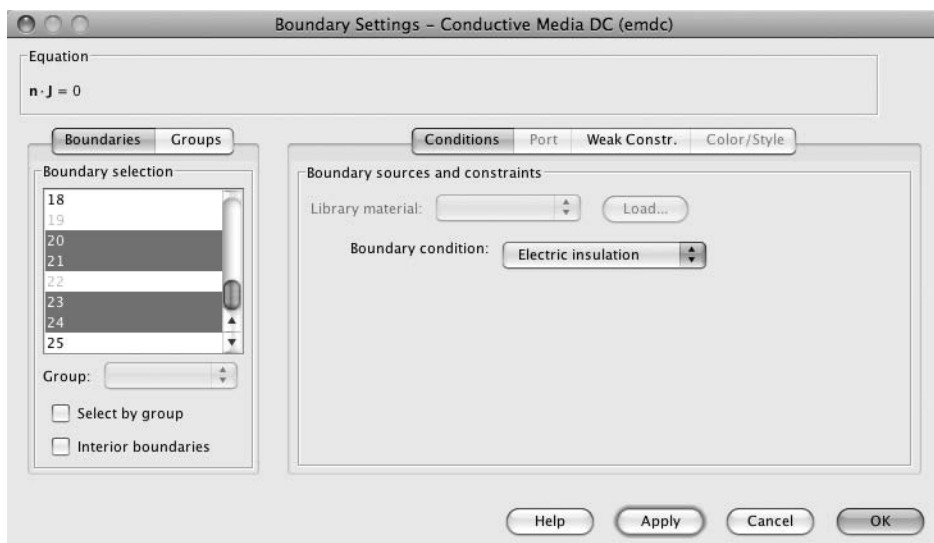 Boundary Settings – Conductive Media DC (emdc)
Equation
n · J = 0
Boundaries Groups
Conditions Port Weak Constr. Color/Style
Boundary selection
18
19
20
21
22
23
24
25
Group:
Select by group
Interior boundaries
Boundary sources and constraints
Library material: Load...
Boundary condition: Electric insulation
Help Apply Cancel OK